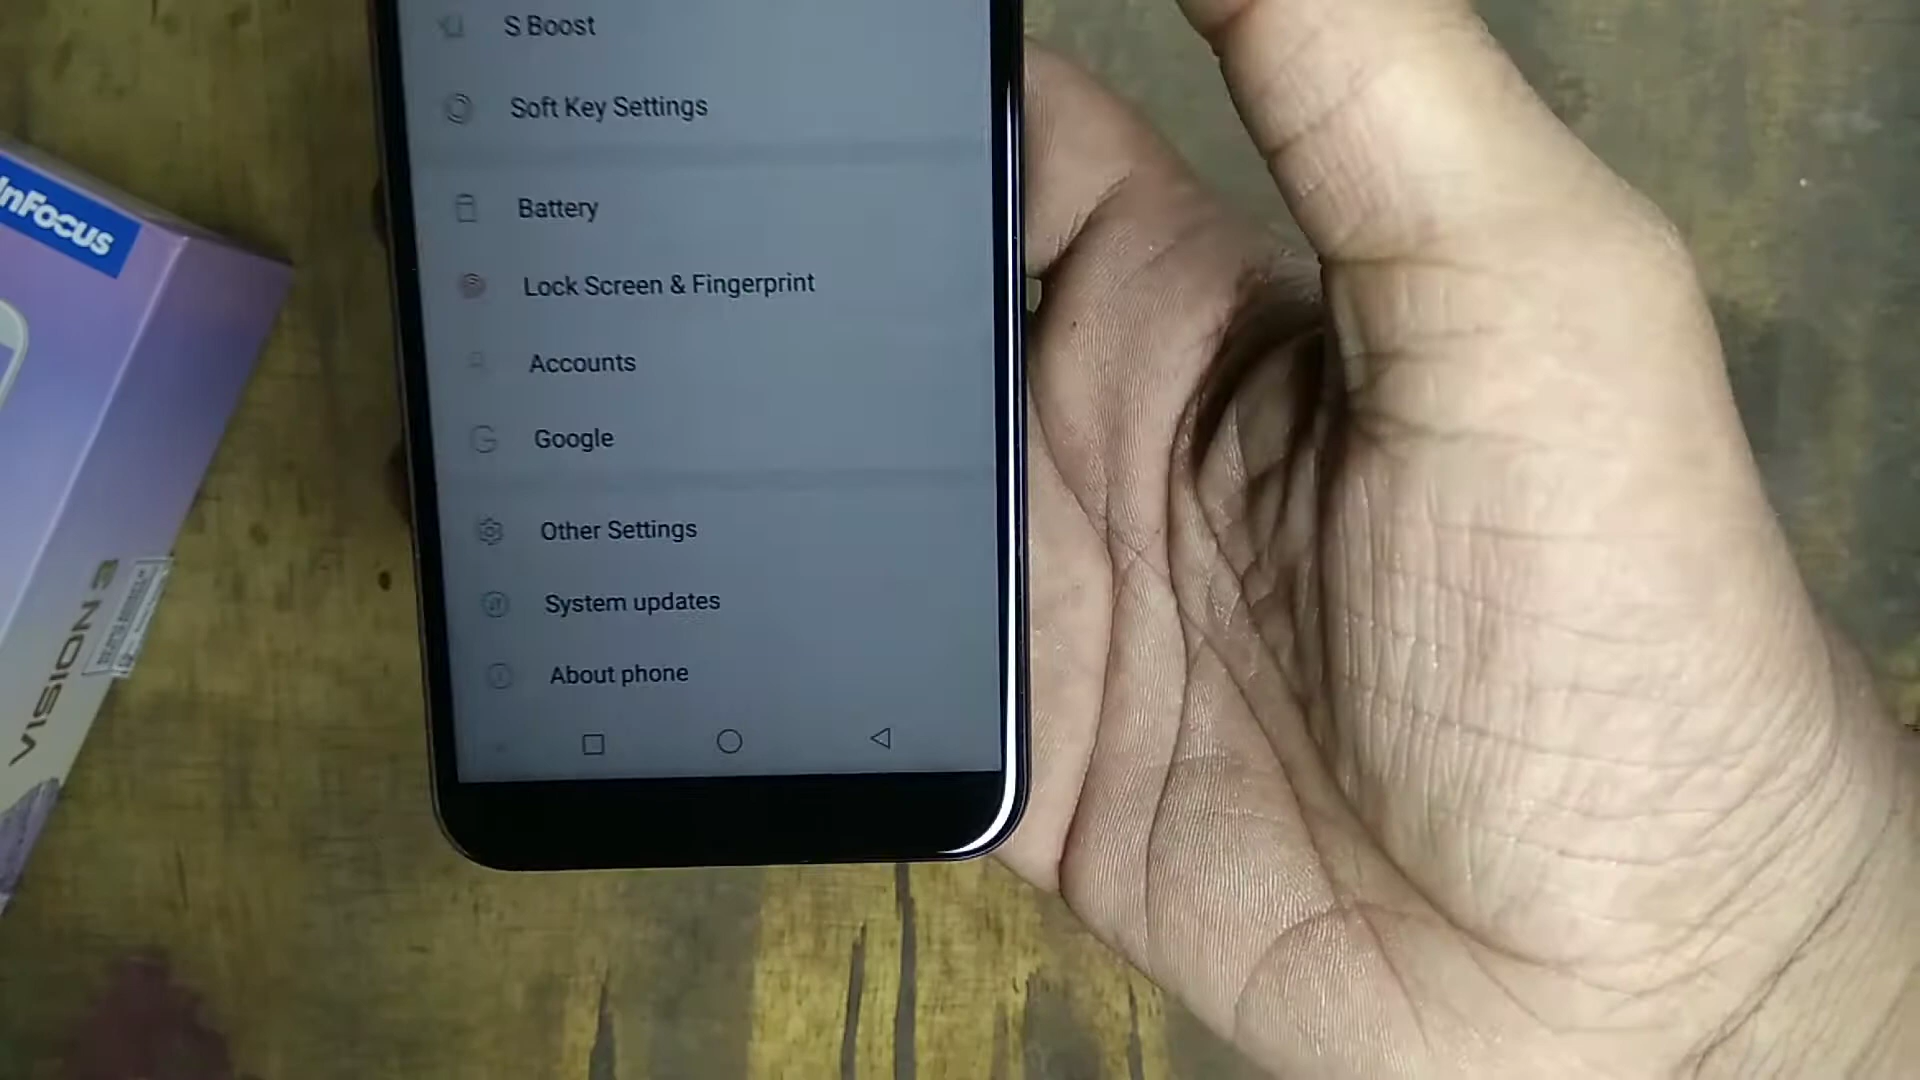 S Boost
Soft Key Settings
Battery
Lock Screen & Fingerprint
Accounts
Google
Other Settings
System updates
About phone
InFocus
VISION 3